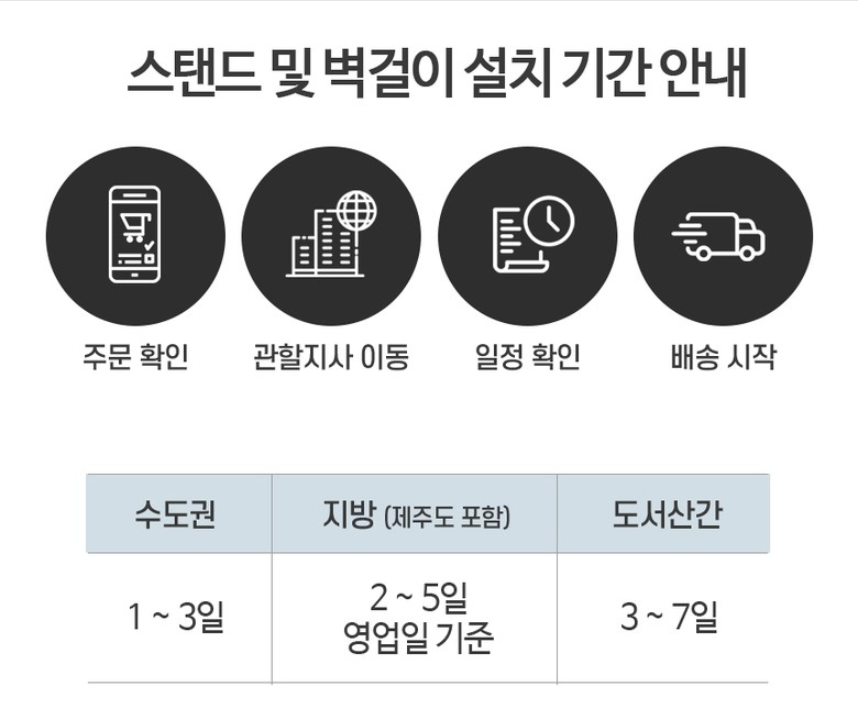 스탠드 및 벽걸이 설치 기간 안내
주문 확인
관할지사 이동
일정 확인
배송 시작
수도권
지방 (제주도 포함)
도서산간
1 ~ 3일
2 ~ 5일
영업일 기준
3 ~ 7일